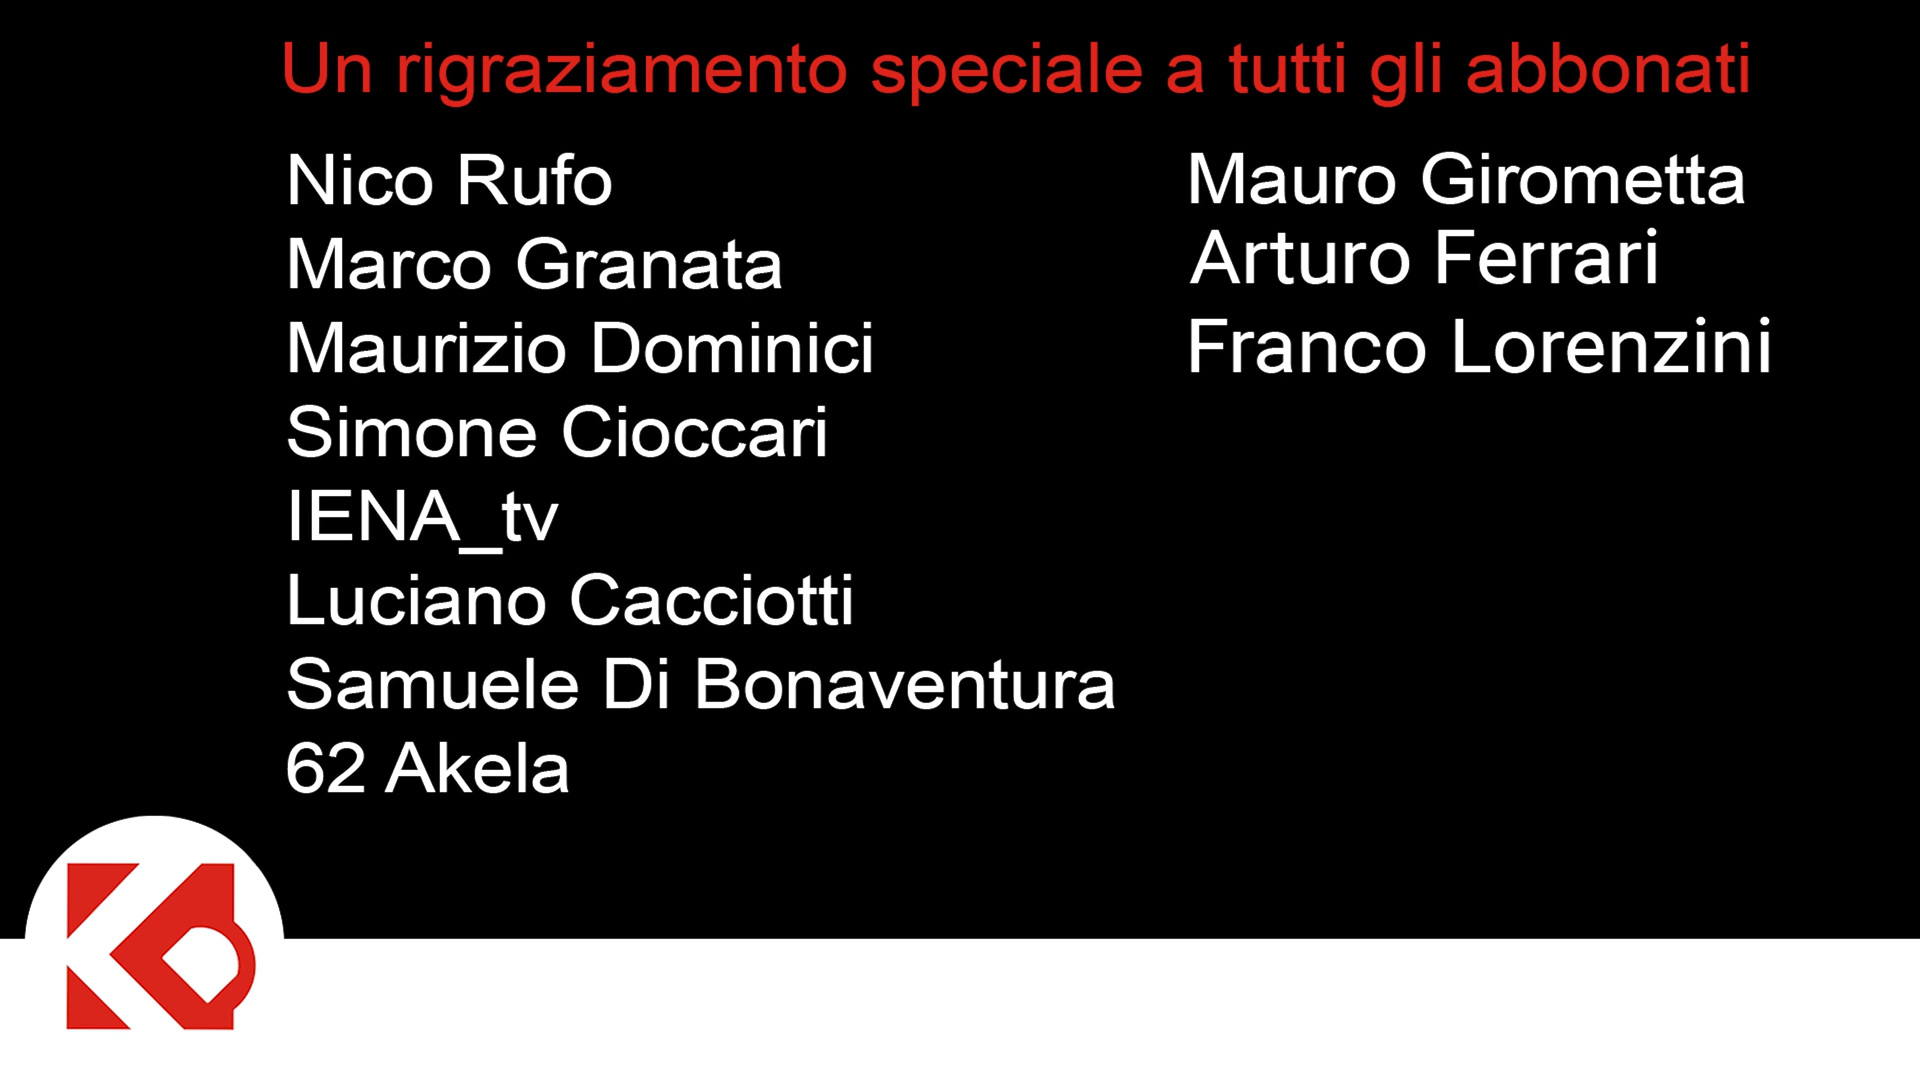 Un rigraziamento speciale a tutti gli abbonati
Nico Rufo
Marco Granata
Maurizio Dominici
Simone Cioccari
IENA_tv
Luciano Cacciotti
Samuele Di Bonaventura
62 Akela
Mauro Girometta
Arturo Ferrari
Franco Lorenzini